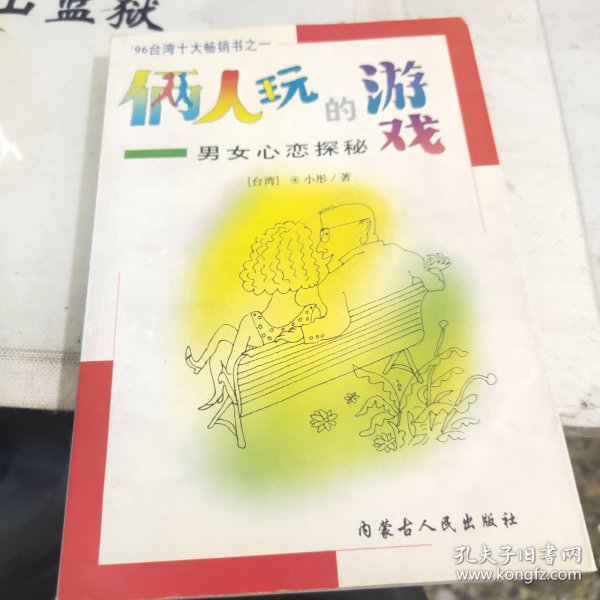 山监狱
'96台湾十大畅销书之一
俩人玩的游戏
——男女心恋探秘
[台湾] ◉ 小彤/著
内蒙古人民出版社
孔夫子旧书网
www.kongfz.com